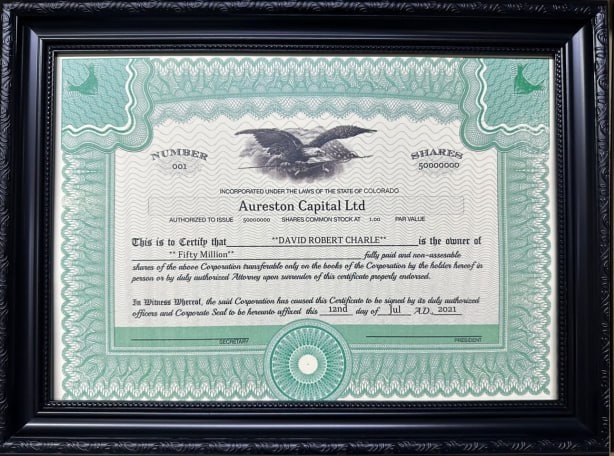 NUMBER
001
SHARES
50000000
INCORPORATED UNDER THE LAWS OF THE STATE OF COLORADO
Aureston Capital Ltd
AUTHORIZED TO ISSUE 50000000 SHARES COMMON STOCK AT 1.00 PAR VALUE
This is to Certify that **DAVID ROBERT CHARLE** is the owner of
** Fifty Million** fully paid and non-assessable
shares of the above Corporation transferable only on the books of the Corporation by the holder hereof in
person or by duly authorized Attorney upon surrender of this certificate properly endorsed.
In Witness Whereof, the said Corporation has caused this Certificate to be signed by its duly authorized
officers and Corporate Seal to be hereunto affixed this 12nd day of Jul A.D. 2021
SECRETARY
PRESIDENT